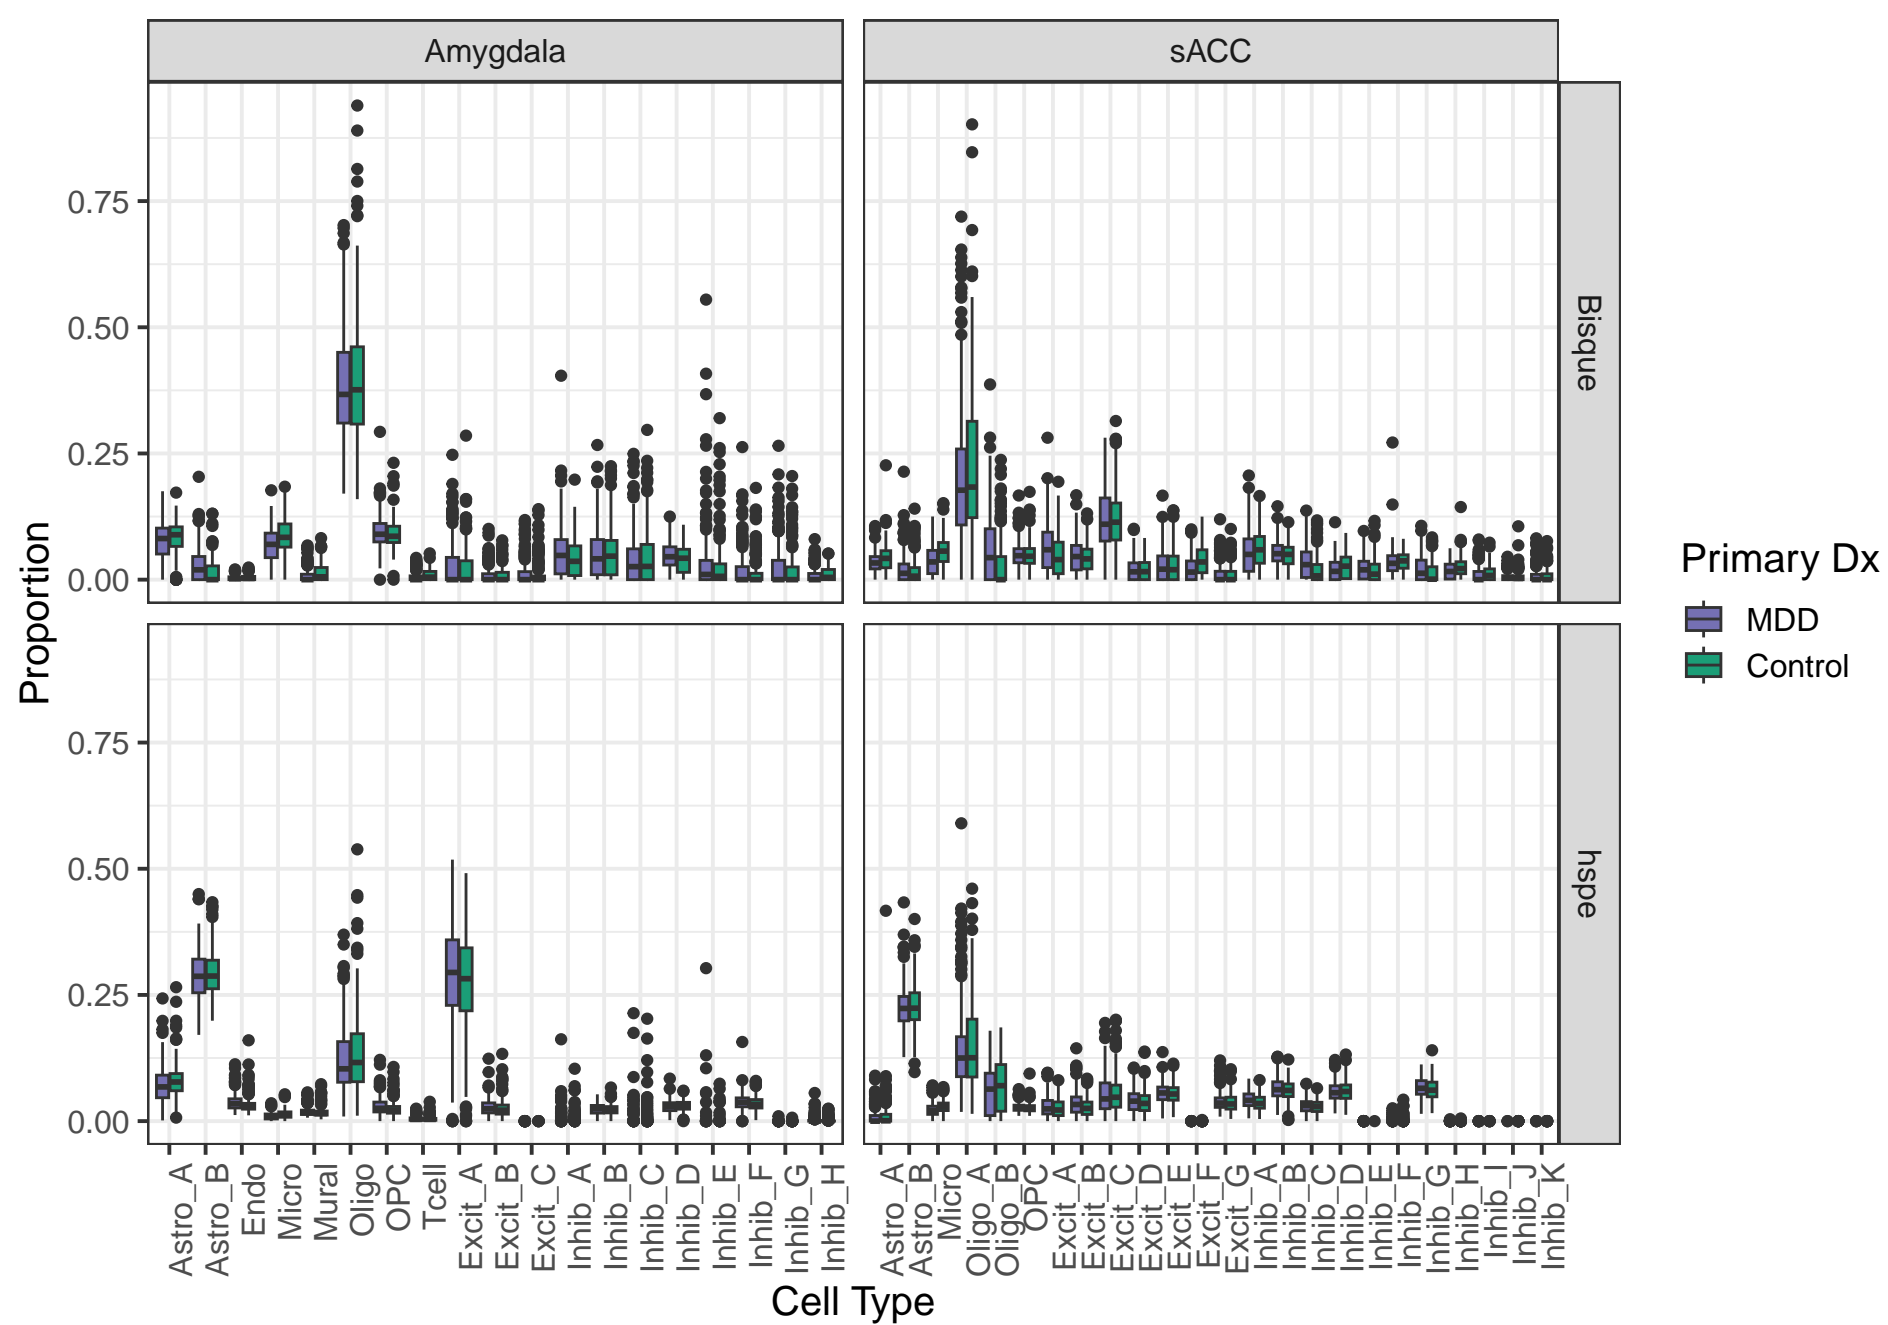 Amygdala
sACC
Bisque
hspe
Proportion
0.75
0.50
0.25
0.00
0.75
0.50
0.25
0.00
Astro_A
Astro_B
Endo
Micro
Mural
Oligo
OPC
Tcell
Excit_A
Excit_B
Excit_C
Inhib_A
Inhib_B
Inhib_C
Inhib_D
Inhib_E
Inhib_F
Inhib_G
Inhib_H
Astro_A
Astro_B
Micro
Oligo_A
Oligo_B
OPC
Excit_A
Excit_B
Excit_C
Excit_D
Excit_E
Excit_F
Excit_G
Inhib_A
Inhib_B
Inhib_C
Inhib_D
Inhib_E
Inhib_F
Inhib_G
Inhib_H
Inhib_I
Inhib_J
Inhib_K
Cell Type
Primary Dx
MDD
Control